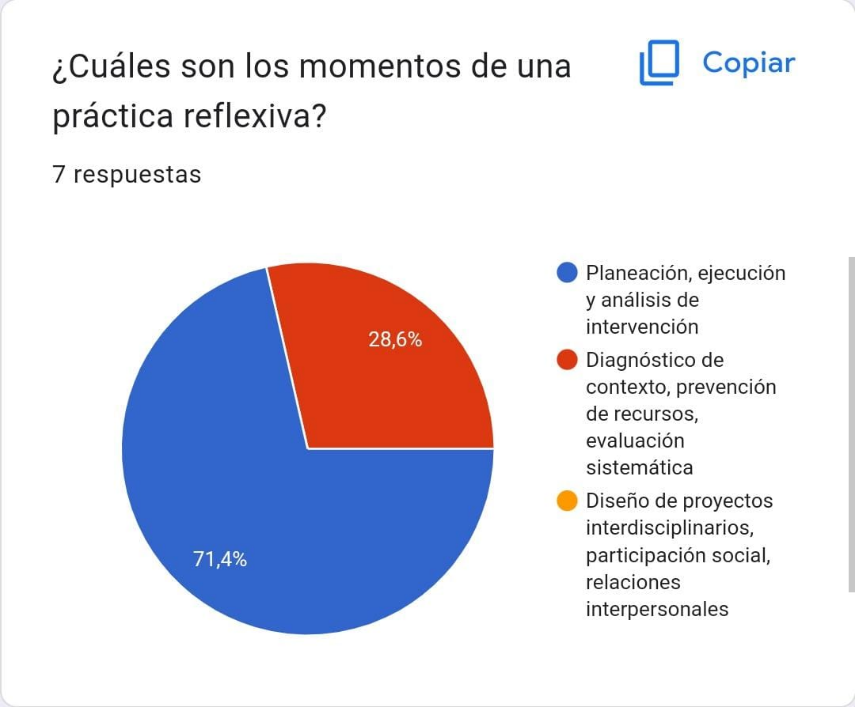 ¿Cuáles son los momentos de una
práctica reflexiva?
Copiar
7 respuestas
28,6%
71,4%
Planeación, ejecución
y análisis de
intervención
Diagnóstico de
contexto, prevención
de recursos,
evaluación
sistemática
Diseño de proyectos
interdisciplinarios,
participación social,
relaciones
interpersonales